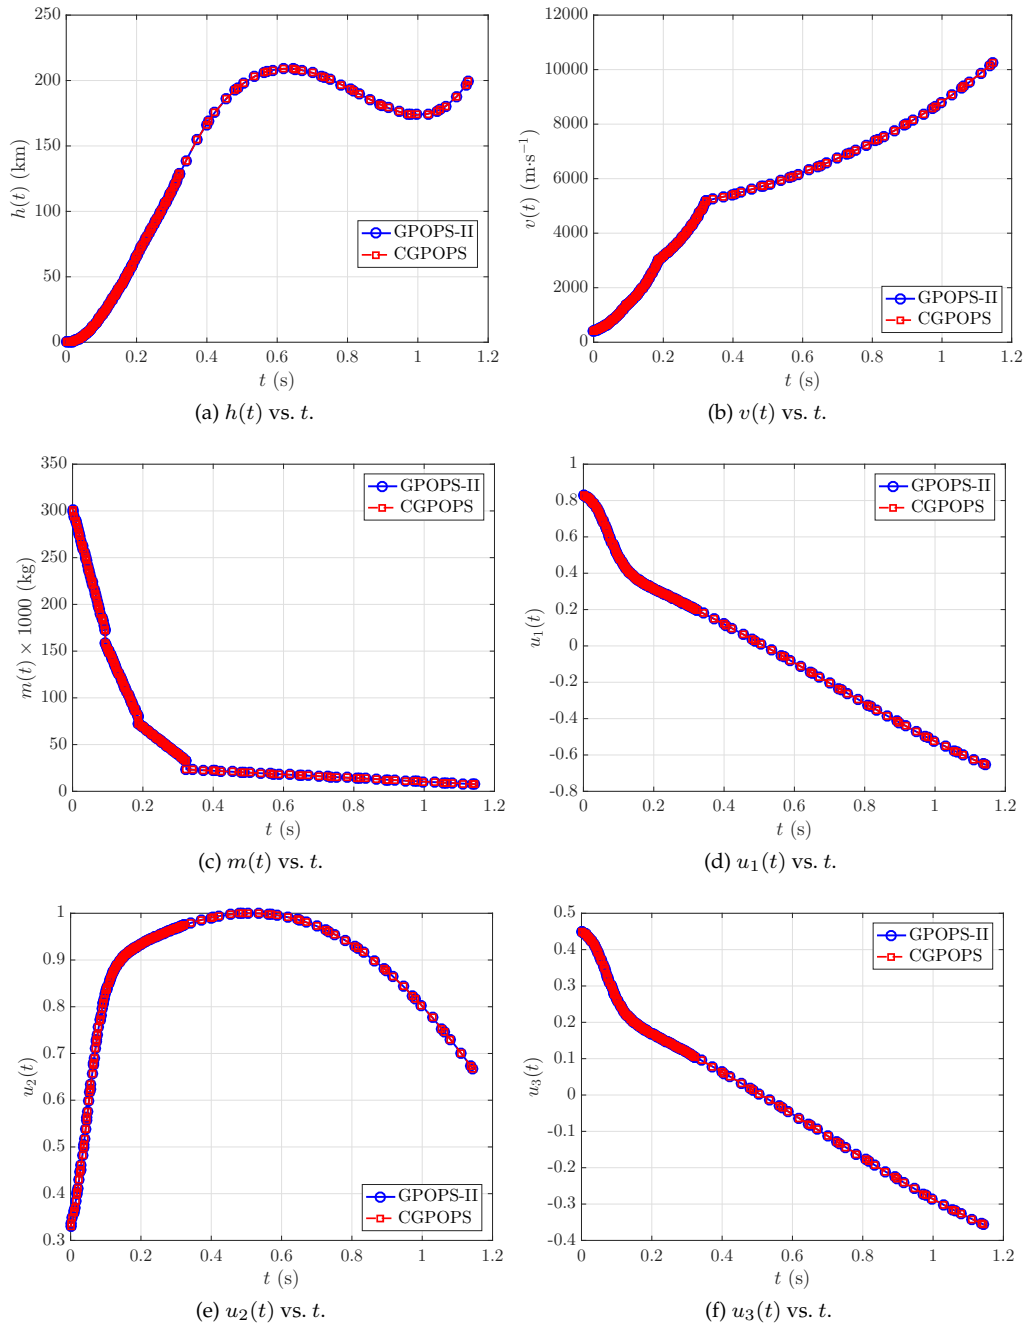 250
200
150
100
50
0
h(t) (km)
GPOPS-II
CGPOPS
0 0.2 0.4 0.6 0.8 1 1.2
t (s)
(a) h(t) vs. t.
12000
10000
8000
6000
4000
2000
0
v(t) (m·s⁻¹)
GPOPS-II
CGPOPS
0 0.2 0.4 0.6 0.8 1 1.2
t (s)
(b) v(t) vs. t.
350
300
250
200
150
100
50
0
m(t) × 1000 (kg)
GPOPS-II
CGPOPS
0 0.2 0.4 0.6 0.8 1 1.2
t (s)
(c) m(t) vs. t.
1
0.8
0.6
0.4
0.2
0
-0.2
-0.4
-0.6
-0.8
u₁(t)
GPOPS-II
CGPOPS
0 0.2 0.4 0.6 0.8 1 1.2
t (s)
(d) u₁(t) vs. t.
1
0.9
0.8
0.7
0.6
0.5
0.4
0.3
u₂(t)
GPOPS-II
CGPOPS
0 0.2 0.4 0.6 0.8 1 1.2
t (s)
(e) u₂(t) vs. t.
0.5
0.4
0.3
0.2
0.1
0
-0.1
-0.2
-0.3
-0.4
u₃(t)
GPOPS-II
CGPOPS
0 0.2 0.4 0.6 0.8 1 1.2
t (s)
(f) u₃(t) vs. t.